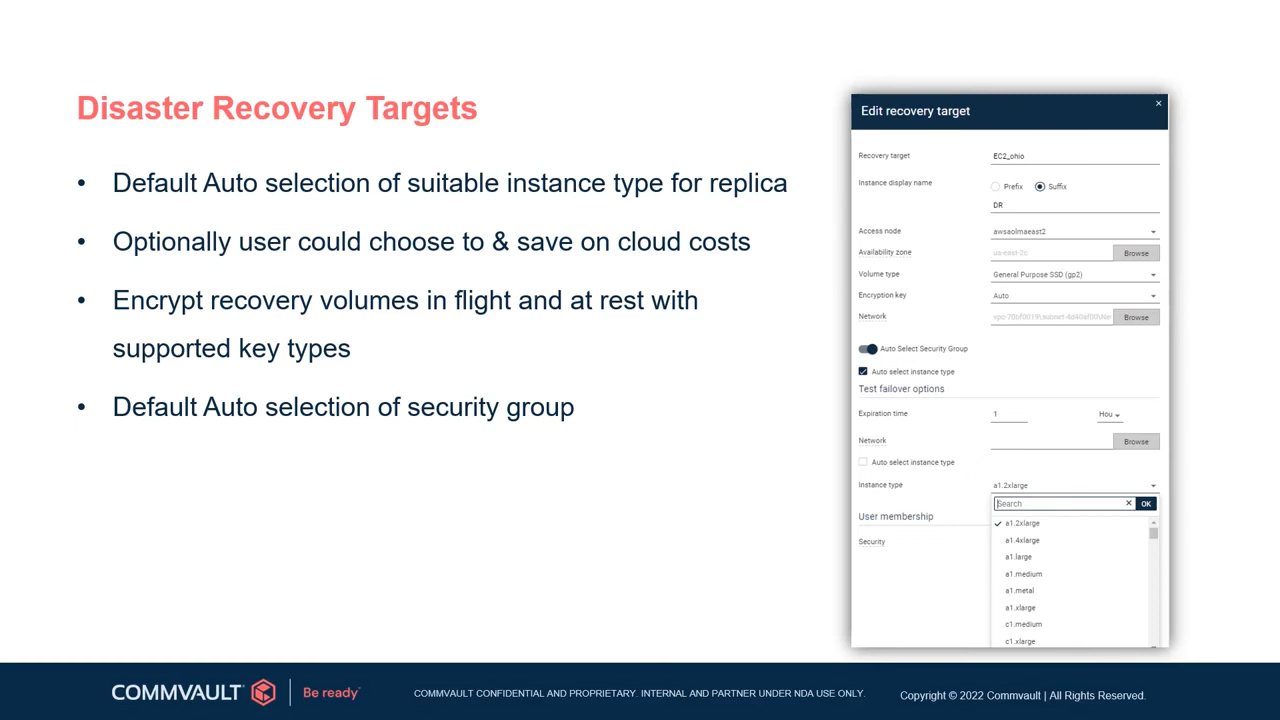 Disaster Recovery Targets
• Default Auto selection of suitable instance type for replica
• Optionally user could choose to & save on cloud costs
• Encrypt recovery volumes in flight and at rest with
supported key types
• Default Auto selection of security group
Edit recovery target
×
Recovery target EC2_ohio
Instance display name Prefix Suffix
DR
Access node awsaolmaeast2
Availability zone us-east-2c Browse
Volume type General Purpose SSD (gp2)
Encryption key Auto
Network Browse
Auto Select Security Group
Auto select instance type
Test failover options
Expiration time 1 Hou
Network Browse
Auto select instance type
Instance type a1.2xlarge
Search × OK
User membership
Security
a1.2xlarge
a1.4xlarge
a1.large
a1.medium
a1.metal
a1.xlarge
c1.medium
c1.xlarge
COMMVAULT Be ready
COMMVAULT CONFIDENTIAL AND PROPRIETARY. INTERNAL AND PARTNER UNDER NDA USE ONLY.
Copyright © 2022 Commvault | All Rights Reserved.